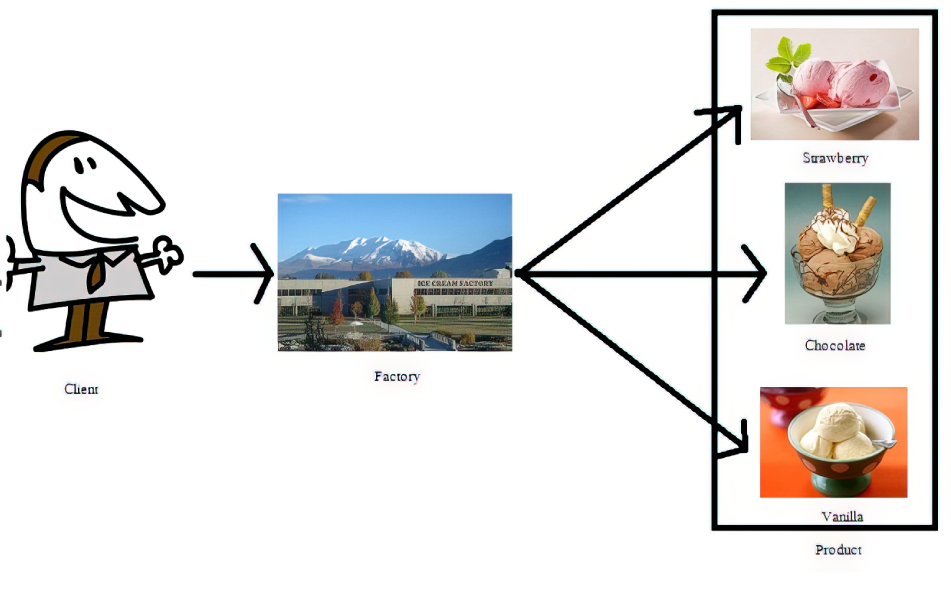 Client
ICE CREAM FACTORY
Factory
Strawberry
Chocolate
Vanilla
Product